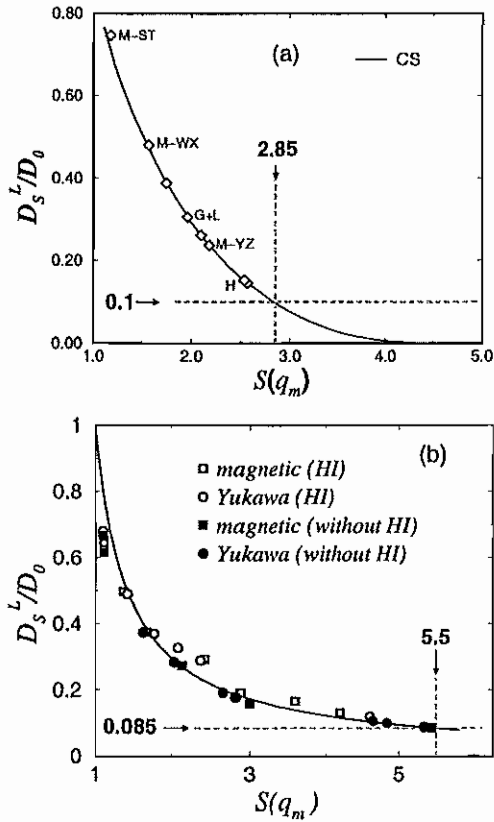 0.80
M-ST
(a)
CS
0.60
M-WX
2.85
D_S^L/D_0
0.40
G+L
M-YZ
0.20
H
0.1
0.00
1.0 2.0 3.0 4.0 5.0
S(q_m)
1
(b)
magnetic (HI)
0.8
Yukawa (HI)
magnetic (without HI)
Yukawa (without HI)
0.6
D_S^L/D_0
0.4
5.5
0.2
0.085
0
1 3 5
S(q_m)